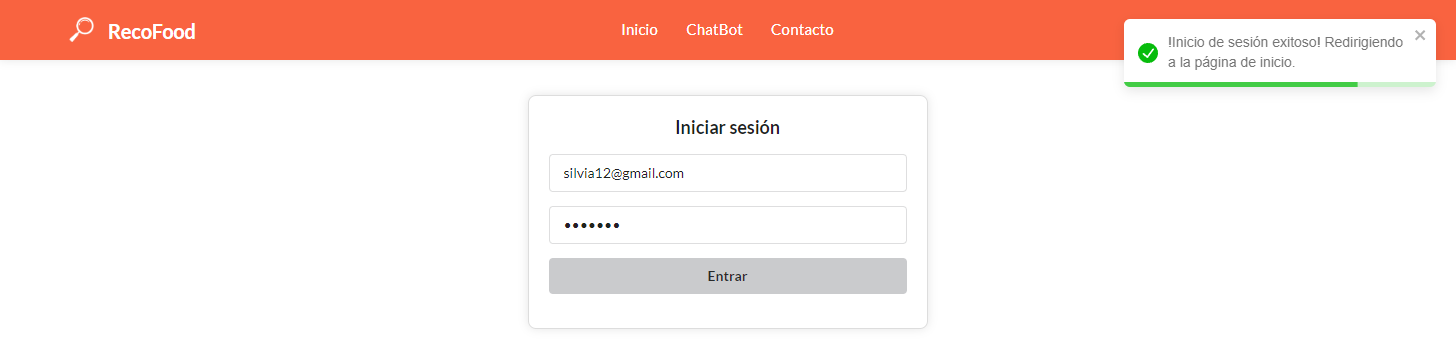 RecoFood
Inicio
ChatBot
Contacto
!Inicio de sesión exitoso! Redirigiendo
a la página de inicio.
Iniciar sesión
silvia12@gmail.com
•••••••
Entrar